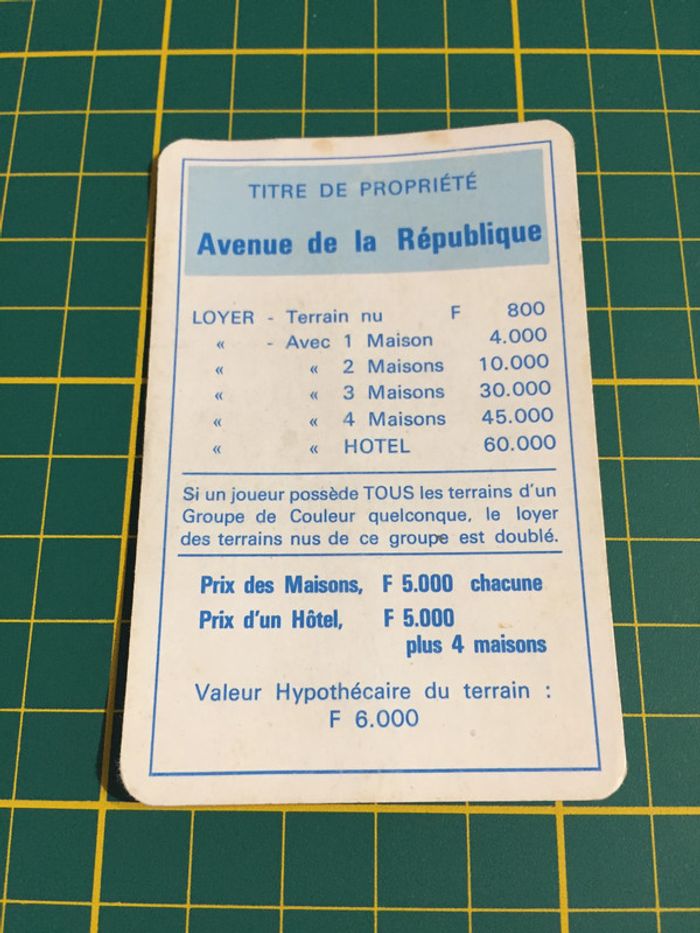 TITRE DE PROPRIÉTÉ
Avenue de la République
LOYER - Terrain nu F 800
« - Avec 1 Maison 4.000
« « 2 Maisons 10.000
« « 3 Maisons 30.000
« « 4 Maisons 45.000
« « HOTEL 60.000
Si un joueur possède TOUS les terrains d'un
Groupe de Couleur quelconque, le loyer
des terrains nus de ce groupe est doublé.
Prix des Maisons, F 5.000 chacune
Prix d'un Hôtel, F 5.000
plus 4 maisons
Valeur Hypothécaire du terrain :
F 6.000